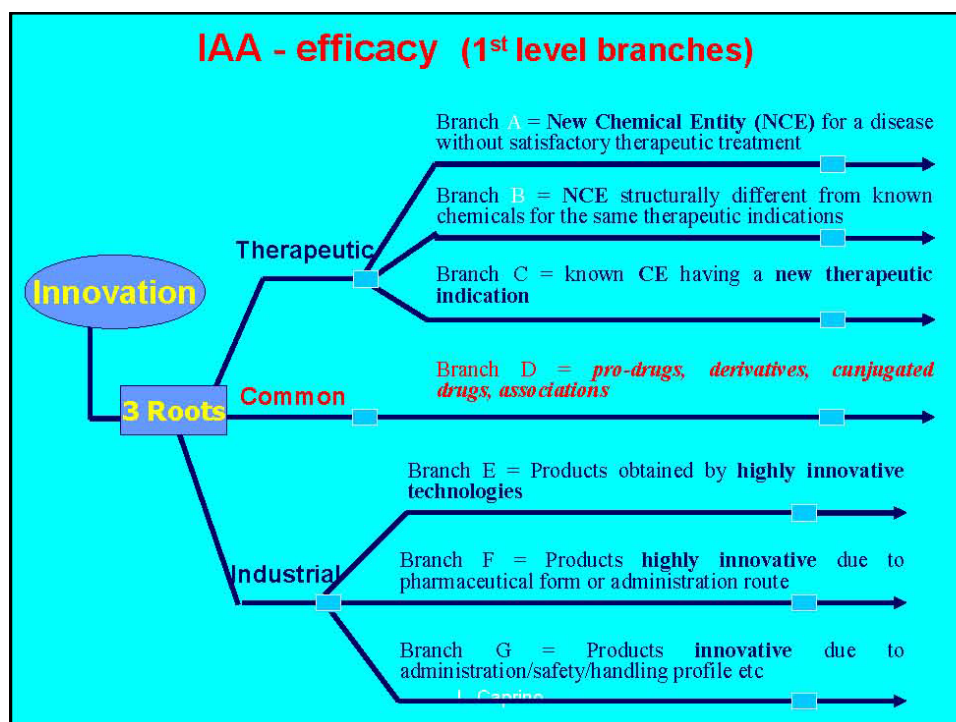 IAA - efficacy (1st level branches)
Branch A = New Chemical Entity (NCE) for a disease
without satisfactory therapeutic treatment
Branch B = NCE structurally different from known
chemicals for the same therapeutic indications
Therapeutic
Branch C = known CE having a new therapeutic
indication
Innovation
Branch D = pro-drugs, derivatives, cunjugated
drugs, associations
Common
3 Roots
Branch E = Products obtained by highly innovative
technologies
Industrial
Branch F = Products highly innovative due to
pharmaceutical form or administration route
Branch G = Products innovative due to
administration/safety/handling profile etc
L. Caprino